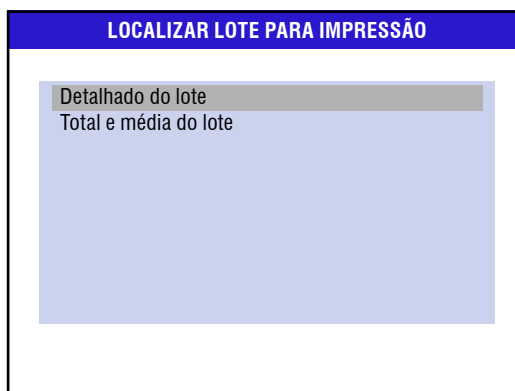 LOCALIZAR LOTE PARA IMPRESSÃO
Detalhado do lote
Total e média do lote